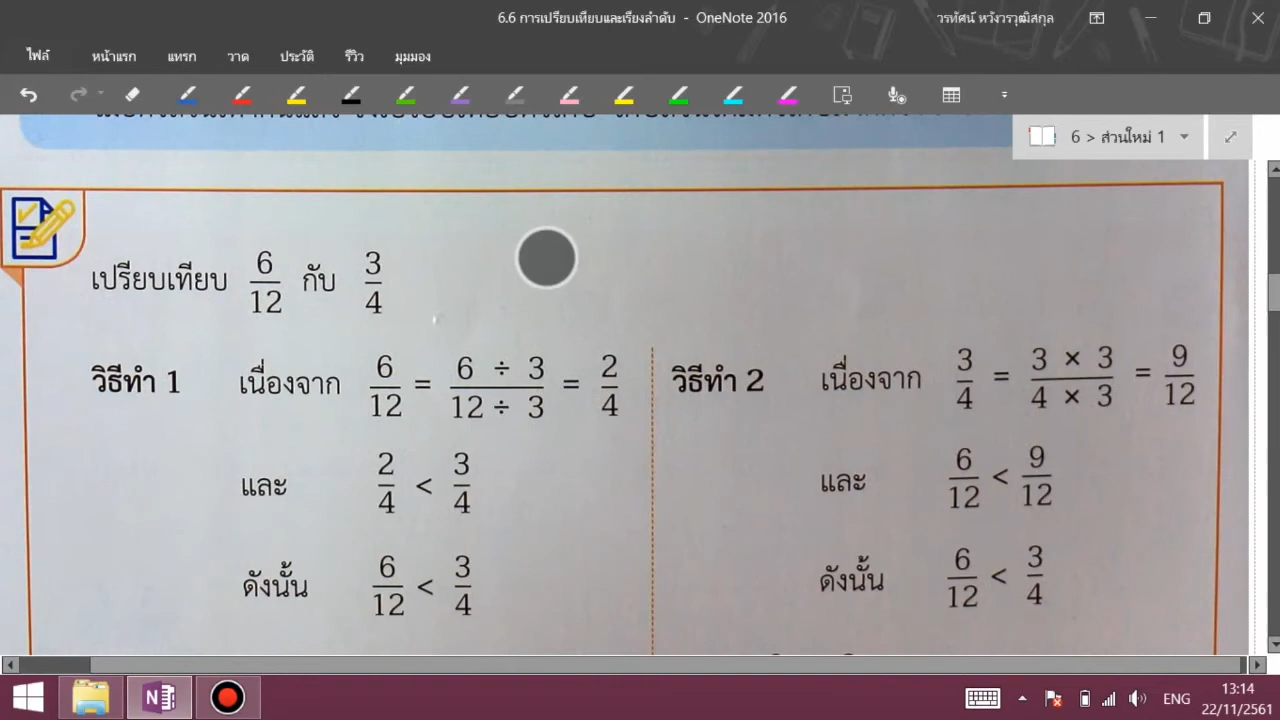 6.6 การเปรียบเทียบและเรียงลำดับ - OneNote 2016
วรทัศน์ หวังวรวุฒิสกุล
ไฟล์ หน้าแรก แทรก วาด ประวัติ รีวิว มุมมอง
6 > ส่วนใหม่ 1
เปรียบเทียบ 6/12 กับ 3/4
วิธีทำ 1 เนื่องจาก 6/12 = 6 ÷ 3/12 ÷ 3 = 2/4
และ 2/4 < 3/4
ดังนั้น 6/12 < 3/4
วิธีทำ 2 เนื่องจาก 3/4 = 3 × 3/4 × 3 = 9/12
และ 6/12 < 9/12
ดังนั้น 6/12 < 3/4
N
ENG
13:14
22/11/2561